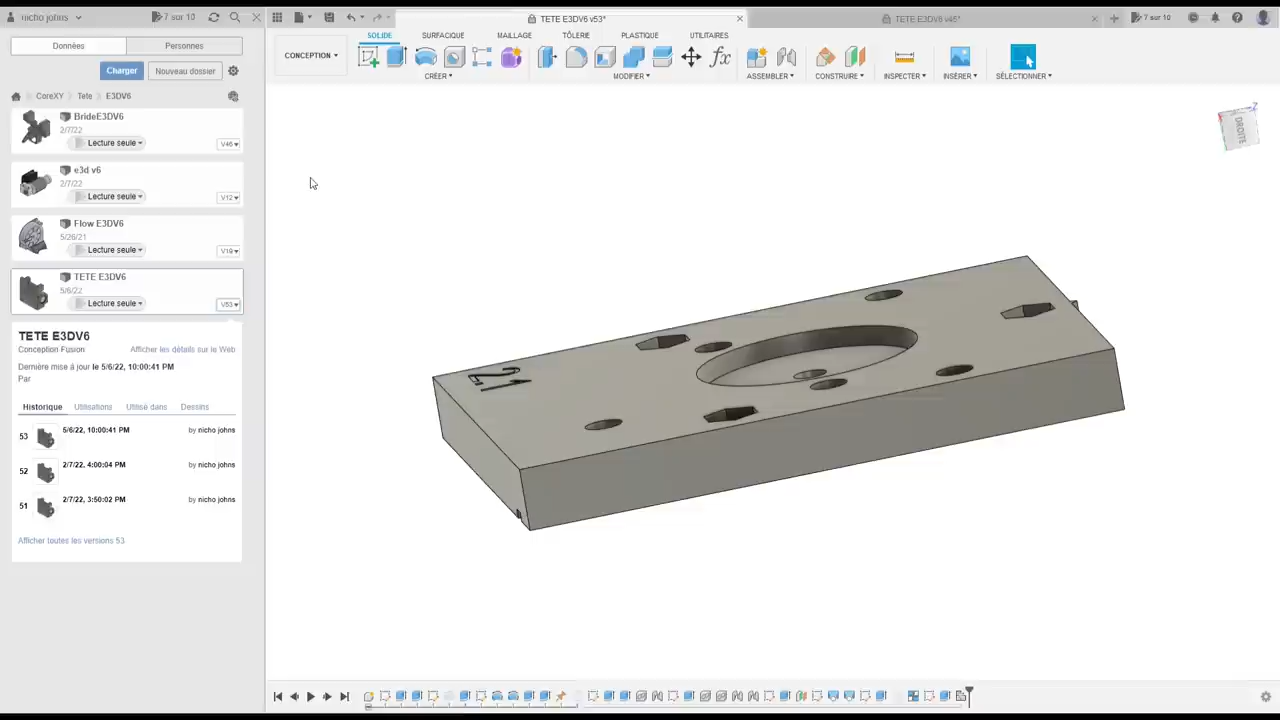 nicho johns
7 sur 10
TETE E3DV6 v53*
TETE E3DV6 v45*
7 sur 10
Données
Personnes
Charger
Nouveau dossier
CoreXY
Tete
E3DV6
BrideE3DV6
2/7/22
Lecture seule
V46
e3d v6
2/7/22
Lecture seule
V12
Flow E3DV6
5/26/21
Lecture seule
V19
TETE E3DV6
5/6/22
Lecture seule
V53
TETE E3DV6
Conception Fusion
Afficher les détails sur le Web
Dernière mise à jour le 5/6/22, 10:00:41 PM
Par
Historique
Utilisations
Utilisé dans
Dessins
53
5/6/22, 10:00:41 PM
by nicho johns
52
2/7/22, 4:00:04 PM
by nicho johns
51
2/7/22, 3:50:02 PM
by nicho johns
Afficher toutes les versions 53
CONCEPTION
SOLIDE
SURFACIQUE
MAILLAGE
TÔLERIE
PLASTIQUE
UTILITAIRES
CRÉER
MODIFIER
fx
ASSEMBLER
CONSTRUIRE
INSPECTER
INSÉRER
SÉLECTIONNER
Z
X
DROITE
21